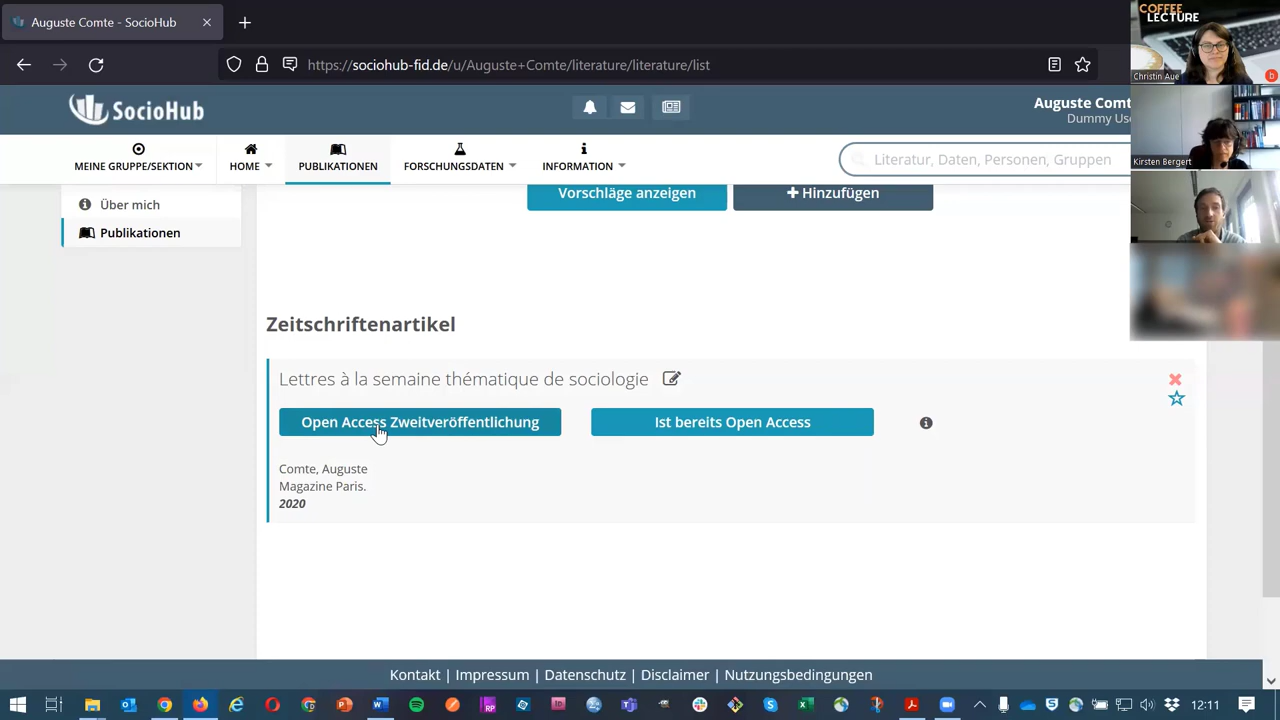 Auguste Comte - SocioHub
https://sociohub-fid.de/u/Auguste+Comte/literature/literature/list
COFFEE
LECTURE
Christin Aue
Kirsten Bergert
SocioHub
Auguste Comt
Dummy Use
MEINE GRUPPE/SEKTION
HOME
PUBLIKATIONEN
FORSCHUNGSDATEN
INFORMATION
Literatur, Daten, Personen, Gruppen
Über mich
Publikationen
Vorschläge anzeigen
+ Hinzufügen
Zeitschriftenartikel
Lettres à la semaine thématique de sociologie
Open Access Zweitveröffentlichung
Ist bereits Open Access
Comte, Auguste
Magazine Paris.
2020
Kontakt | Impressum | Datenschutz | Disclaimer | Nutzungsbedingungen
12:11